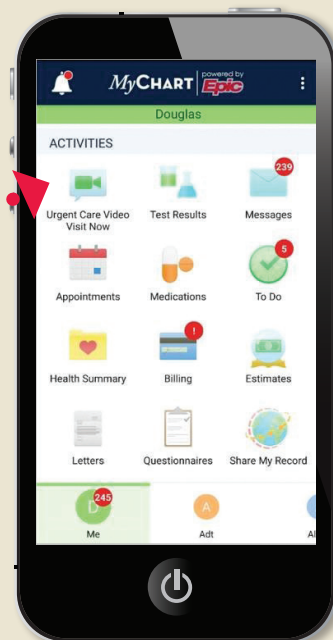 MyCHART powered by Epic
Douglas
ACTIVITIES
239
Urgent Care Video Visit Now
Test Results
Messages
5
Appointments
Medications
To Do
!
Health Summary
Billing
Estimates
Letters
Questionnaires
Share My Record
D
245
A
Me
Adt
Al